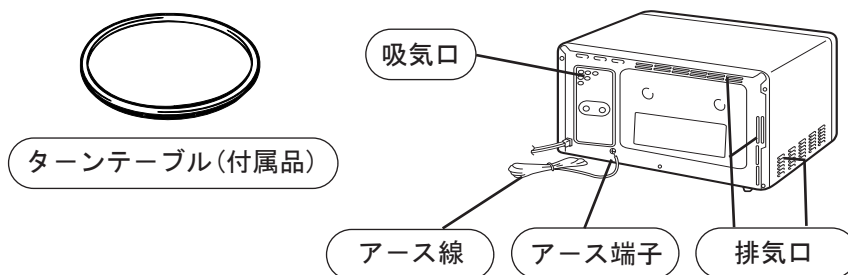 吸気口
ターンテーブル(付属品)
アース線
アース端子
排気口